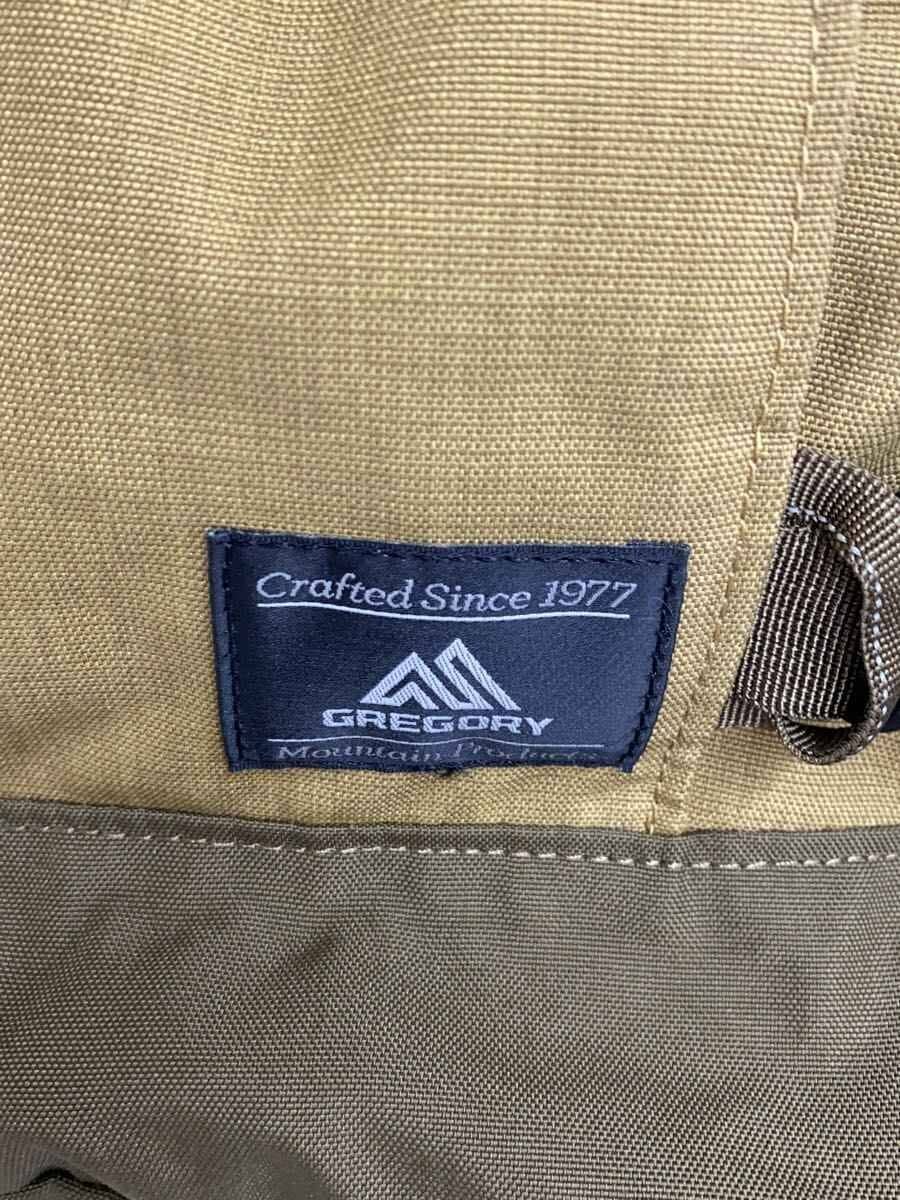 Crafted Since 1977
GREGORY
Mountain Products